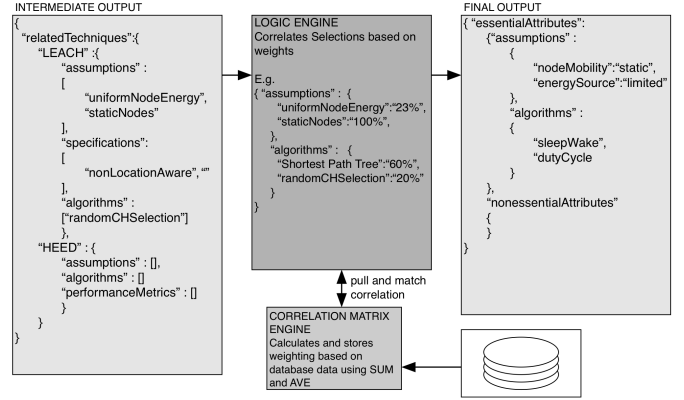 INTERMEDIATE OUTPUT
{
“relatedTechniques”:{
“LEACH” :{
“assumptions” :
[
“uniformNodeEnergy”,
“staticNodes”
],
“specifications”:
[
“nonLocationAware”, “”
],
“algorithms” :
[“randomCHSelection”]
},
“HEED” : {
“assumptions” : [],
“algorithms” : []
“performanceMetrics” : []
}
}
}
LOGIC ENGINE
Correlates Selections based on
weights
E.g.
{ “assumptions” : {
“uniformNodeEnergy”:“23%”,
“staticNodes”:“100%”,
},
“algorithms” : {
“Shortest Path Tree”:“60%”,
“randomCHSelection”:“20%”
}
}
pull and match
correlation
CORRELATION MATRIX
ENGINE
Calculates and stores
weighting based on
database data using SUM
and AVE
FINAL OUTPUT
{ “essentialAttributes”:
{“assumptions” :
{
“nodeMobility”:“static”,
“energySource”:“limited”
},
“algorithms” :
{
“sleepWake”,
“dutyCycle
}
},
“nonessentialAttributes”
{
}
}